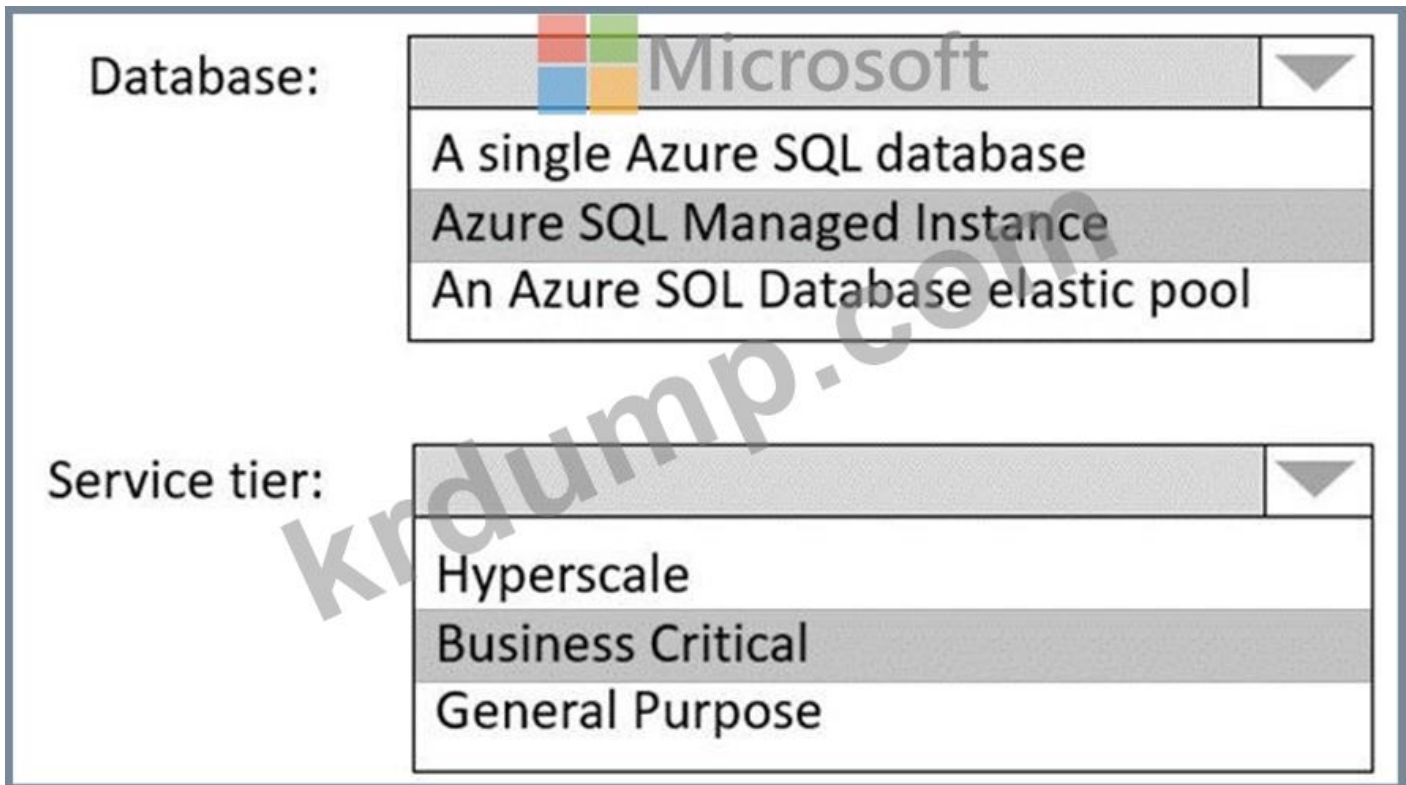 Microsoft
Database:
A single Azure SQL database
Azure SQL Managed Instance
An Azure SOL Database elastic pool
krdump.com
Service tier:
Hyperscale
Business Critical
General Purpose